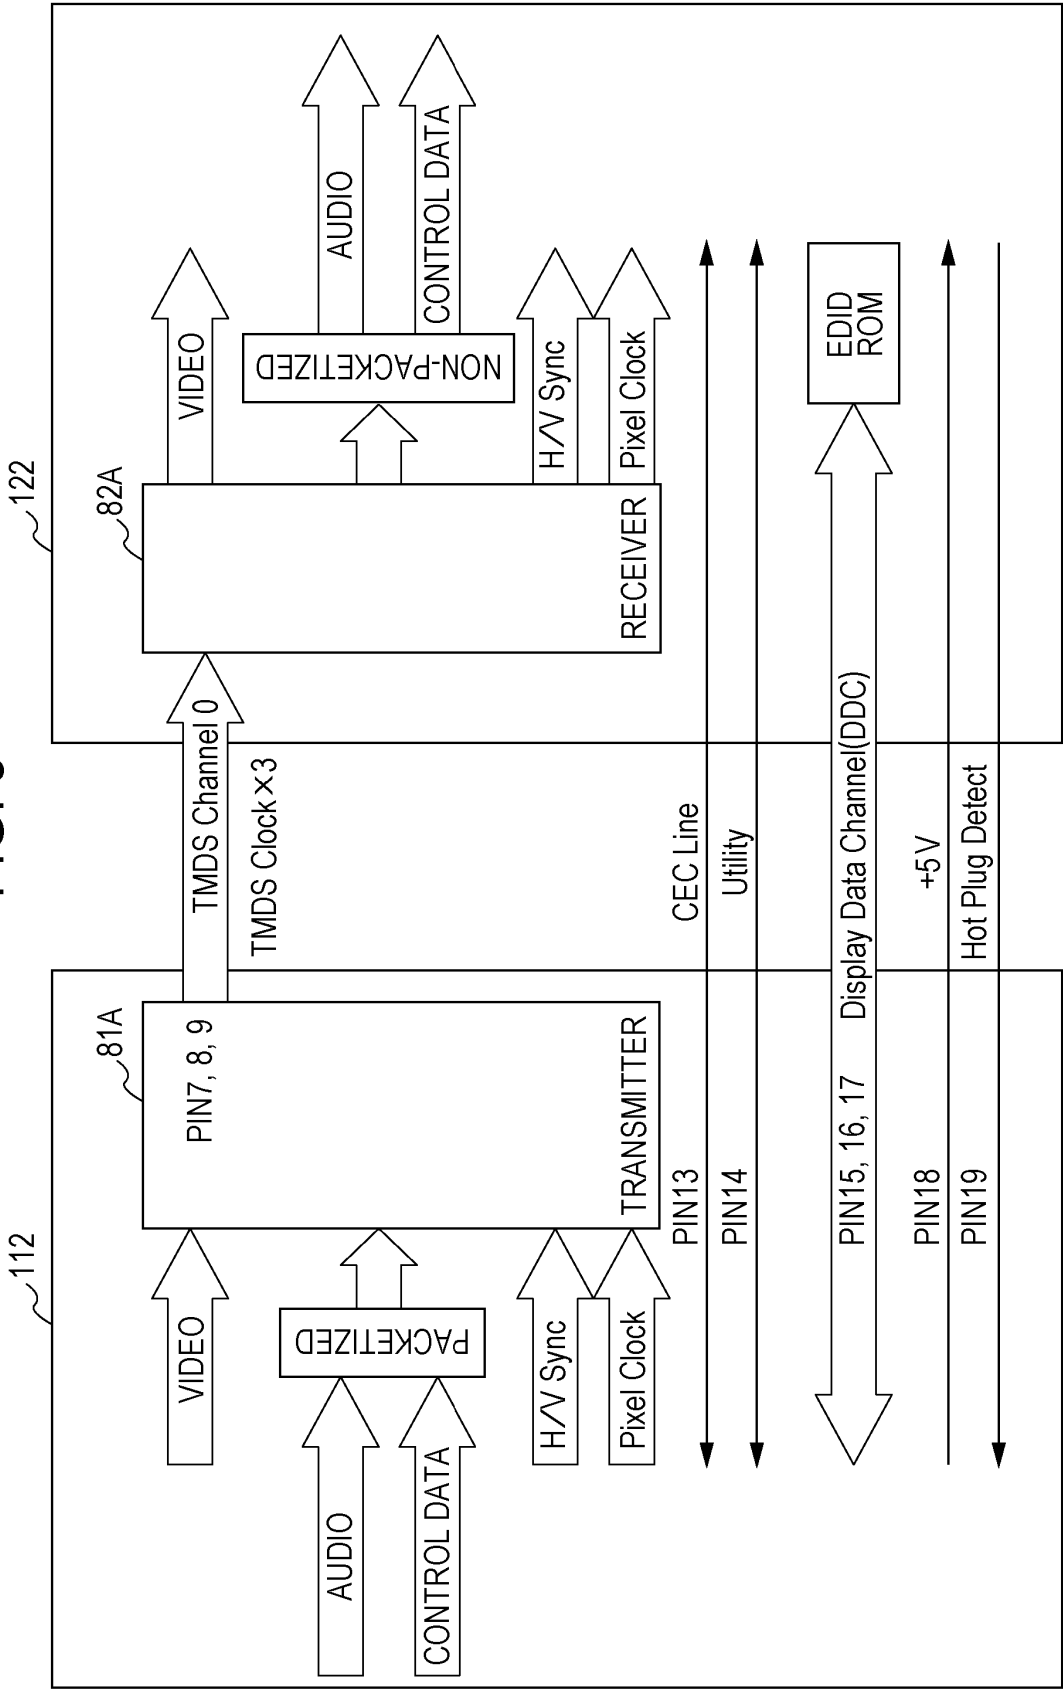 112
81A
VIDEO
AUDIO
CONTROL DATA
PACKETIZED
H/V Sync
Pixel Clock
PIN7, 8, 9
TRANSMITTER
TMDS Channel 0
TMDS Clock×3
122
82A
RECEIVER
VIDEO
NON-PACKETIZED
AUDIO
CONTROL DATA
H/V Sync
Pixel Clock
PIN13
CEC Line
PIN14
Utility
PIN15, 16, 17
Display Data Channel(DDC)
EDID
ROM
PIN18
+5 V
PIN19
Hot Plug Detect